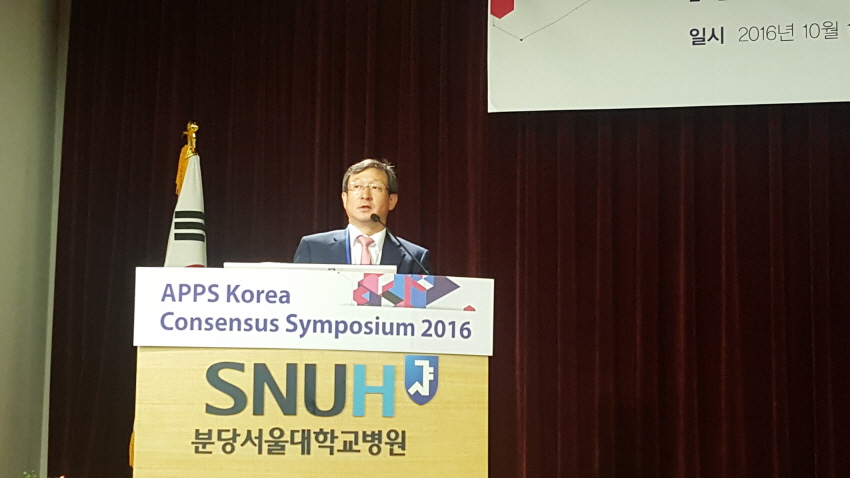 일시 2016년 10월
APPS Korea
Consensus Symposium 2016
SNUH
분당서울대학교병원